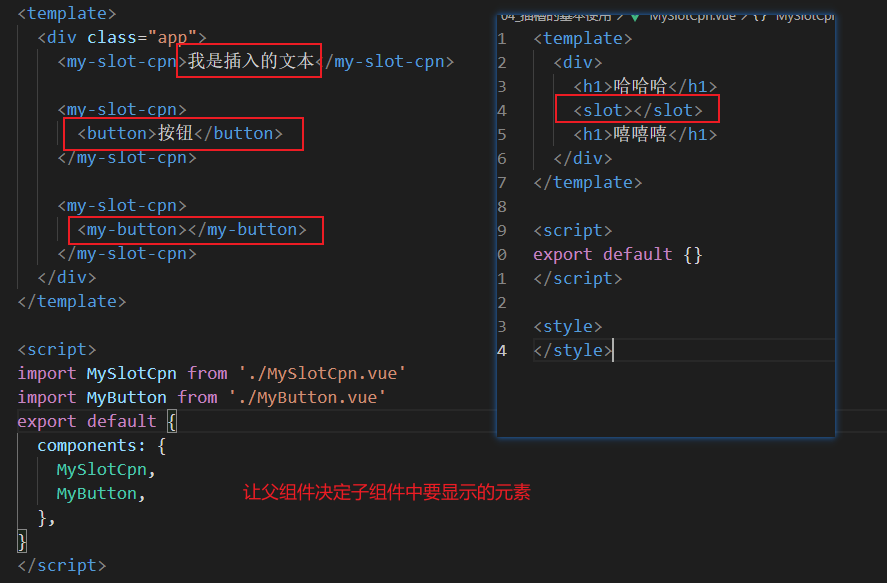 <template>
  <div class="app">
    <my-slot-cpn>我是插入的文本</my-slot-cpn>

    <my-slot-cpn>
      <button>按钮</button>
    </my-slot-cpn>

    <my-slot-cpn>
      <my-button></my-button>
    </my-slot-cpn>
  </div>
</template>

<script>
import MySlotCpn from './MySlotCpn.vue'
import MyButton from './MyButton.vue'
export default {
  components: {
    MySlotCpn,
    MyButton,
  },
}
</script>
让父组件决定子组件中要显示的元素
04_插槽的基本使用 > MySlotCpn.vue > {} MySlotCpn
1 <template>
2   <div>
3     <h1>哈哈哈</h1>
4     <slot></slot>
5     <h1>嘻嘻嘻</h1>
6   </div>
7 </template>
8
9 <script>
0 export default {}
1 </script>
2
3 <style>
4 </style>